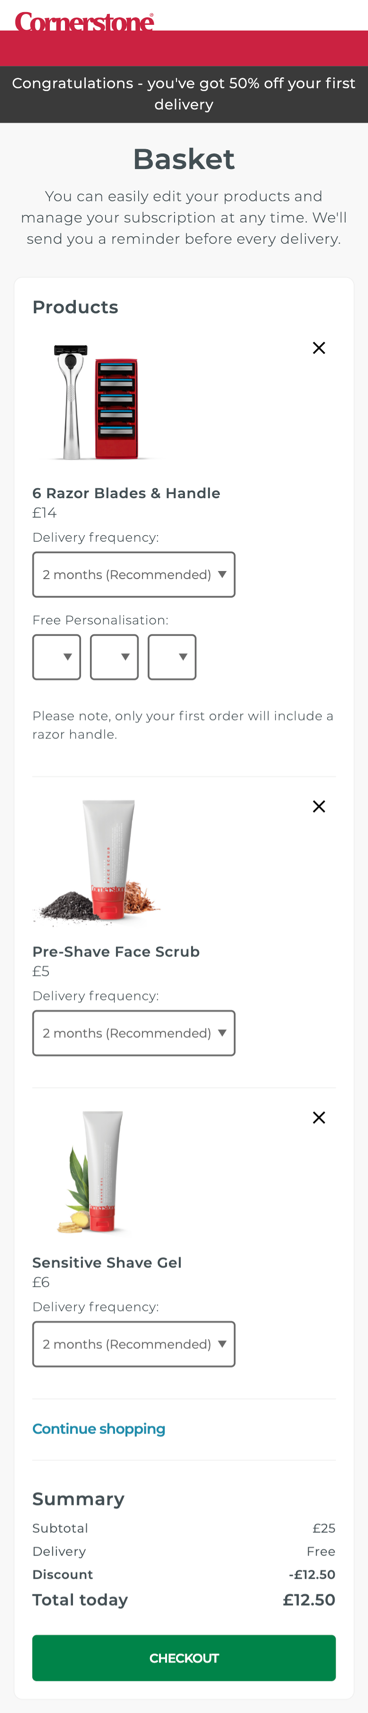 Cornerstone
Congratulations - you've got 50% off your first
delivery
Basket
You can easily edit your products and
manage your subscription at any time. We'll
send you a reminder before every delivery.
Products
6 Razor Blades & Handle
£14
Delivery frequency:
2 months (Recommended)
Free Personalisation:
Please note, only your first order will include a
razor handle.
FACE SCRUB
Cornerstone
Pre-Shave Face Scrub
£5
Delivery frequency:
2 months (Recommended)
Sensitive Shave Gel
£6
Delivery frequency:
2 months (Recommended)
Continue shopping
Summary
Subtotal £25
Delivery Free
Discount -£12.50
Total today £12.50
CHECKOUT